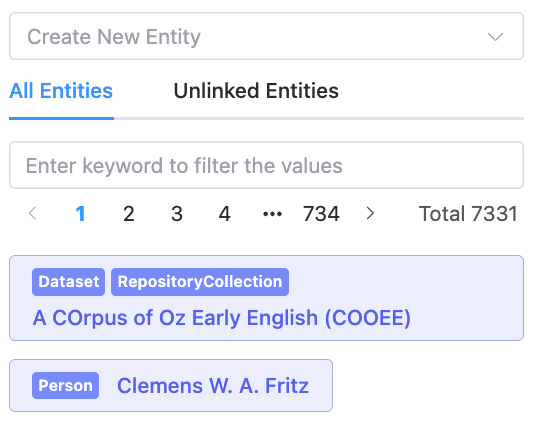 Create New Entity
All Entities Unlinked Entities
Enter keyword to filter the values
1 2 3 4 ••• 734 Total 7331
Dataset RepositoryCollection
A COrpus of Oz Early English (COOEE)
Person Clemens W. A. Fritz